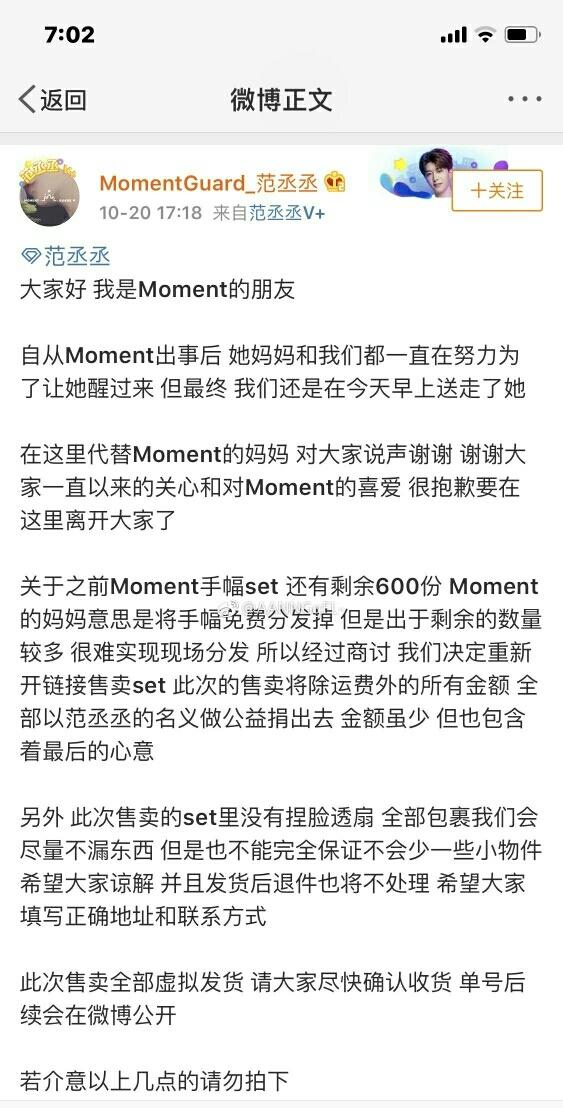 7:02
返回
微博正文
范丞丞
MomentGuard_范丞丞
10-20 17:18 来自范丞丞V+
+关注
范丞丞
大家好 我是Moment的朋友
自从Moment出事后 她妈妈和我们都一直在努力为
了让她醒过来 但最终 我们还是在今天早上送走了她
在这里代替Moment的妈妈 对大家说声谢谢 谢谢大
家一直以来的关心和对Moment的喜爱 很抱歉要在
这里离开大家了
关于之前Moment手幅set 还有剩余600份 Moment
的妈妈意思是将手幅免费分发掉 但是出于剩余的数量
较多 很难实现现场分发 所以经过商讨 我们决定重新
开链接售卖set 此次的售卖将除运费外的所有金额 全
部以范丞丞的名义做公益捐出去 金额虽少 但也包含
着最后的心意
另外 此次售卖的set里没有捏脸透扇 全部包裹我们会
尽量不漏东西 但是也不能完全保证不会少一些小物件
希望大家谅解 并且发货后退件也将不处理 希望大家
填写正确地址和联系方式
此次售卖全部虚拟发货 请大家尽快确认收货 单号后
续会在微博公开
若介意以上几点的请勿拍下